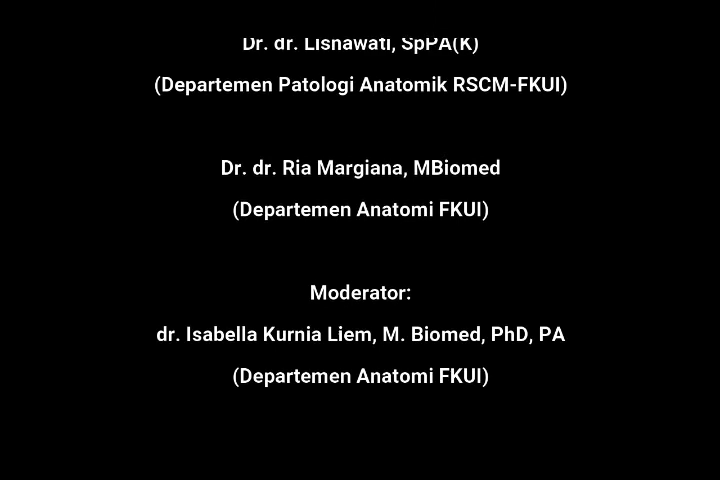 Dr. dr. Lisnawati, SpPA(K)
(Departemen Patologi Anatomik RSCM-FKUI)
Dr. dr. Ria Margiana, MBiomed
(Departemen Anatomi FKUI)
Moderator:
dr. Isabella Kurnia Liem, M. Biomed, PhD, PA
(Departemen Anatomi FKUI)